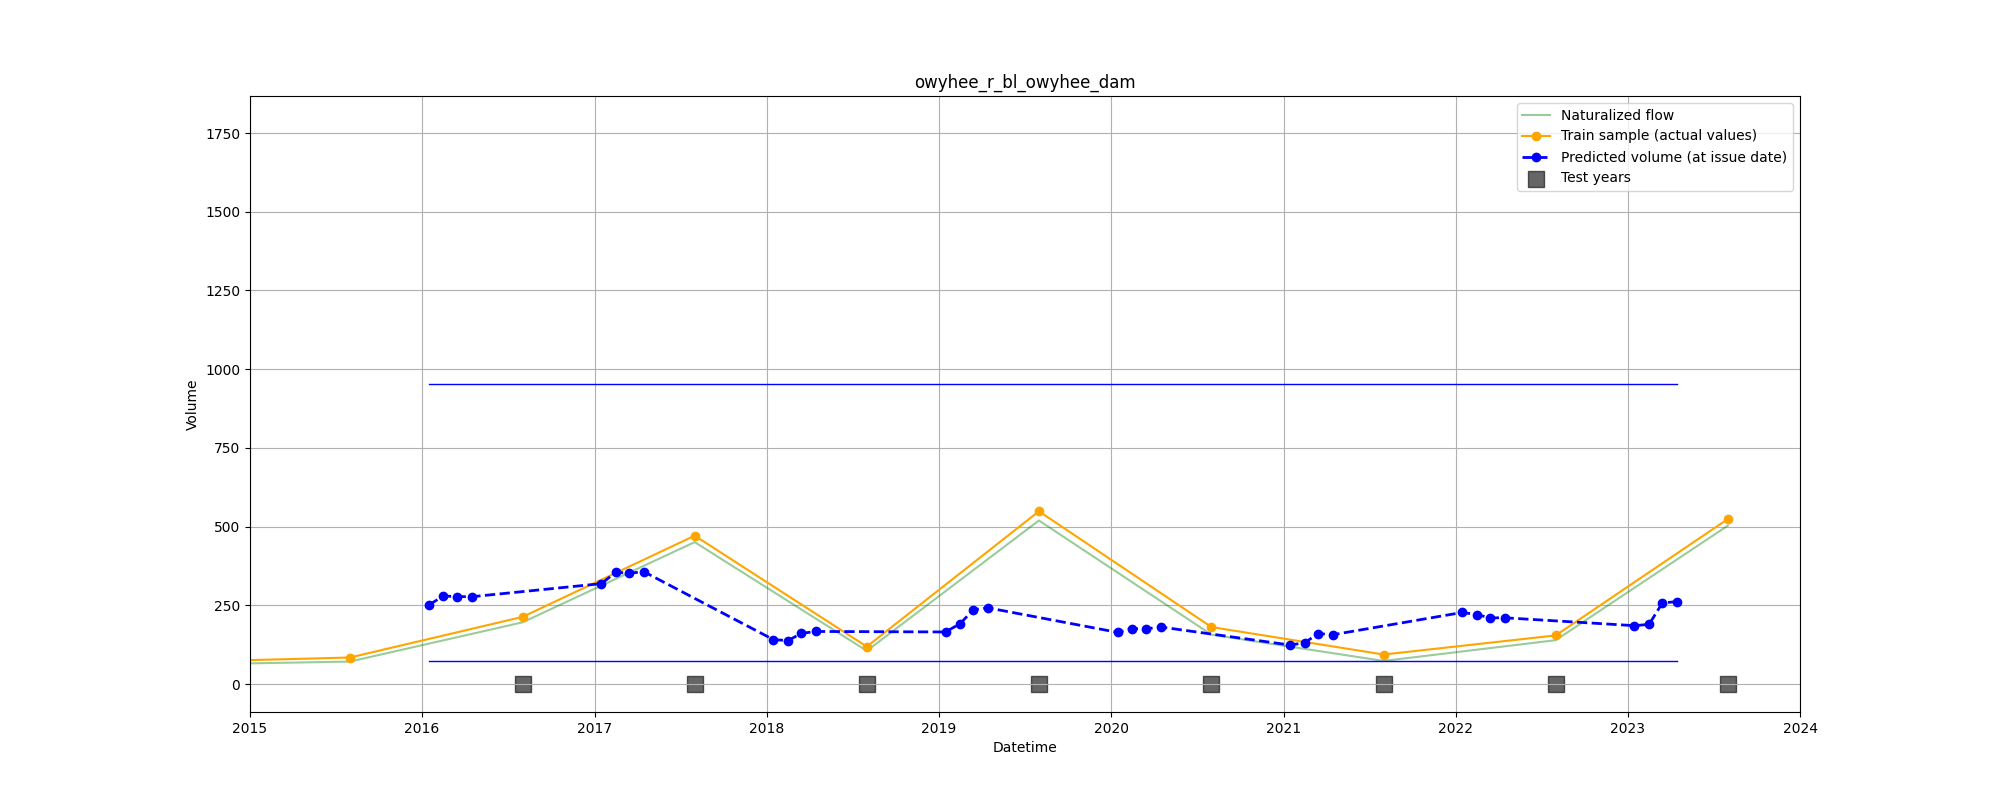 owyhee_r_bl_owyhee_dam
Naturalized flow
Train sample (actual values)
Predicted volume (at issue date)
Test years
Volume
1750
1500
1250
1000
750
500
250
0
2015 2016 2017 2018 2019 2020 2021 2022 2023 2024
Datetime